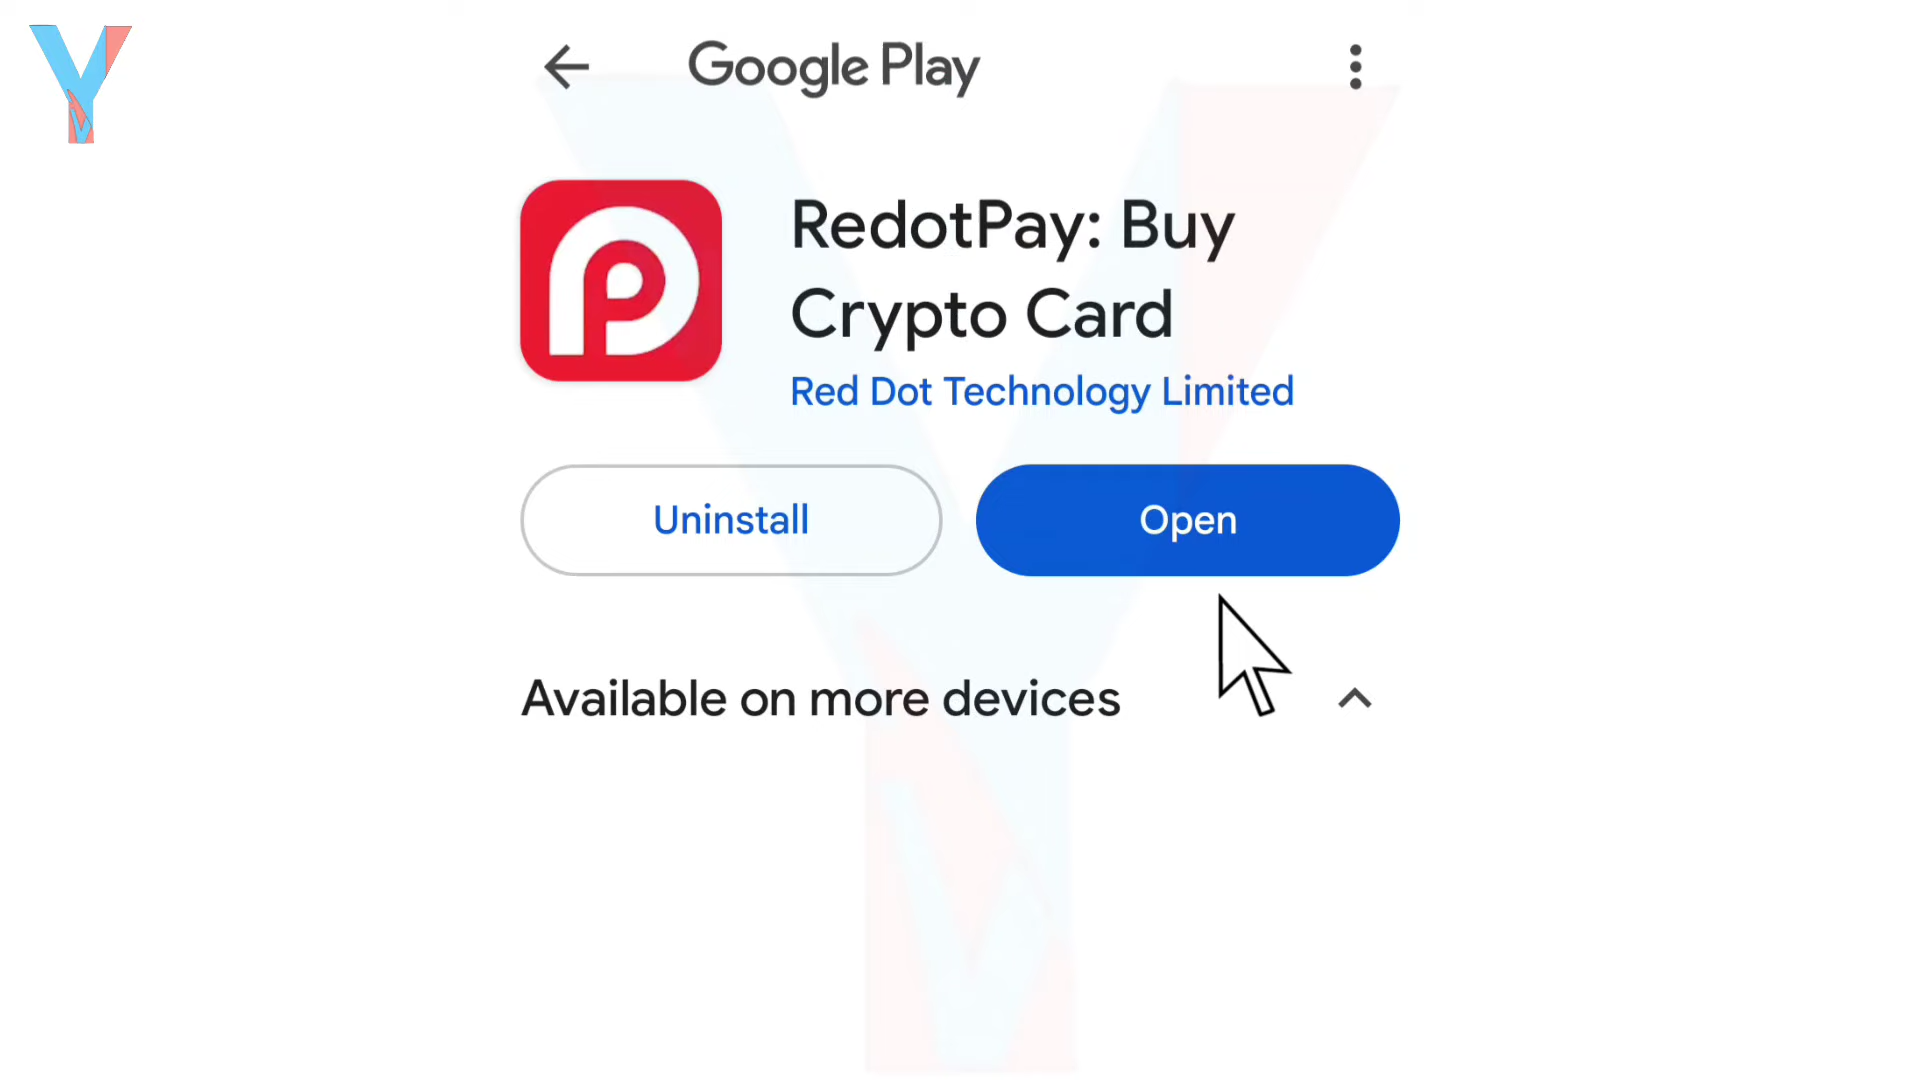 Google Play
RedotPay: Buy
Crypto Card
Red Dot Technology Limited
Uninstall
Open
Available on more devices